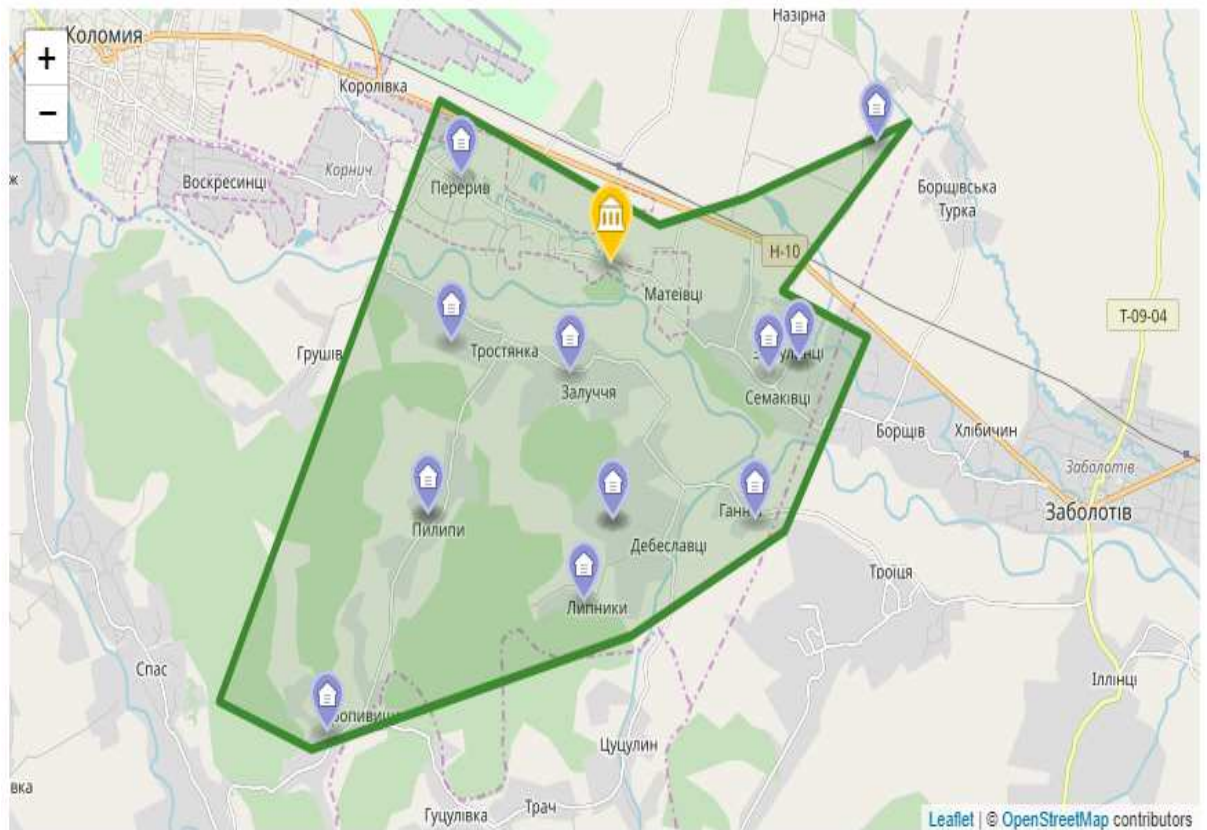 Назірна
Коломия
+
Королівка
−
Корнич
Воскресинці
Перерив
Борщівська
Турка
Н-10
Матеївці
Т-09-04
Грушів
Тростянка
Залуччя
Семаківці
Борщів
Хлібичин
Заболотів
Заболотів
Пилипи
Дебеславці
Троїця
Липники
Спас
Іллінці
Цуцулин
Трач
Гуцулівка
Leaflet | © OpenStreetMap contributors